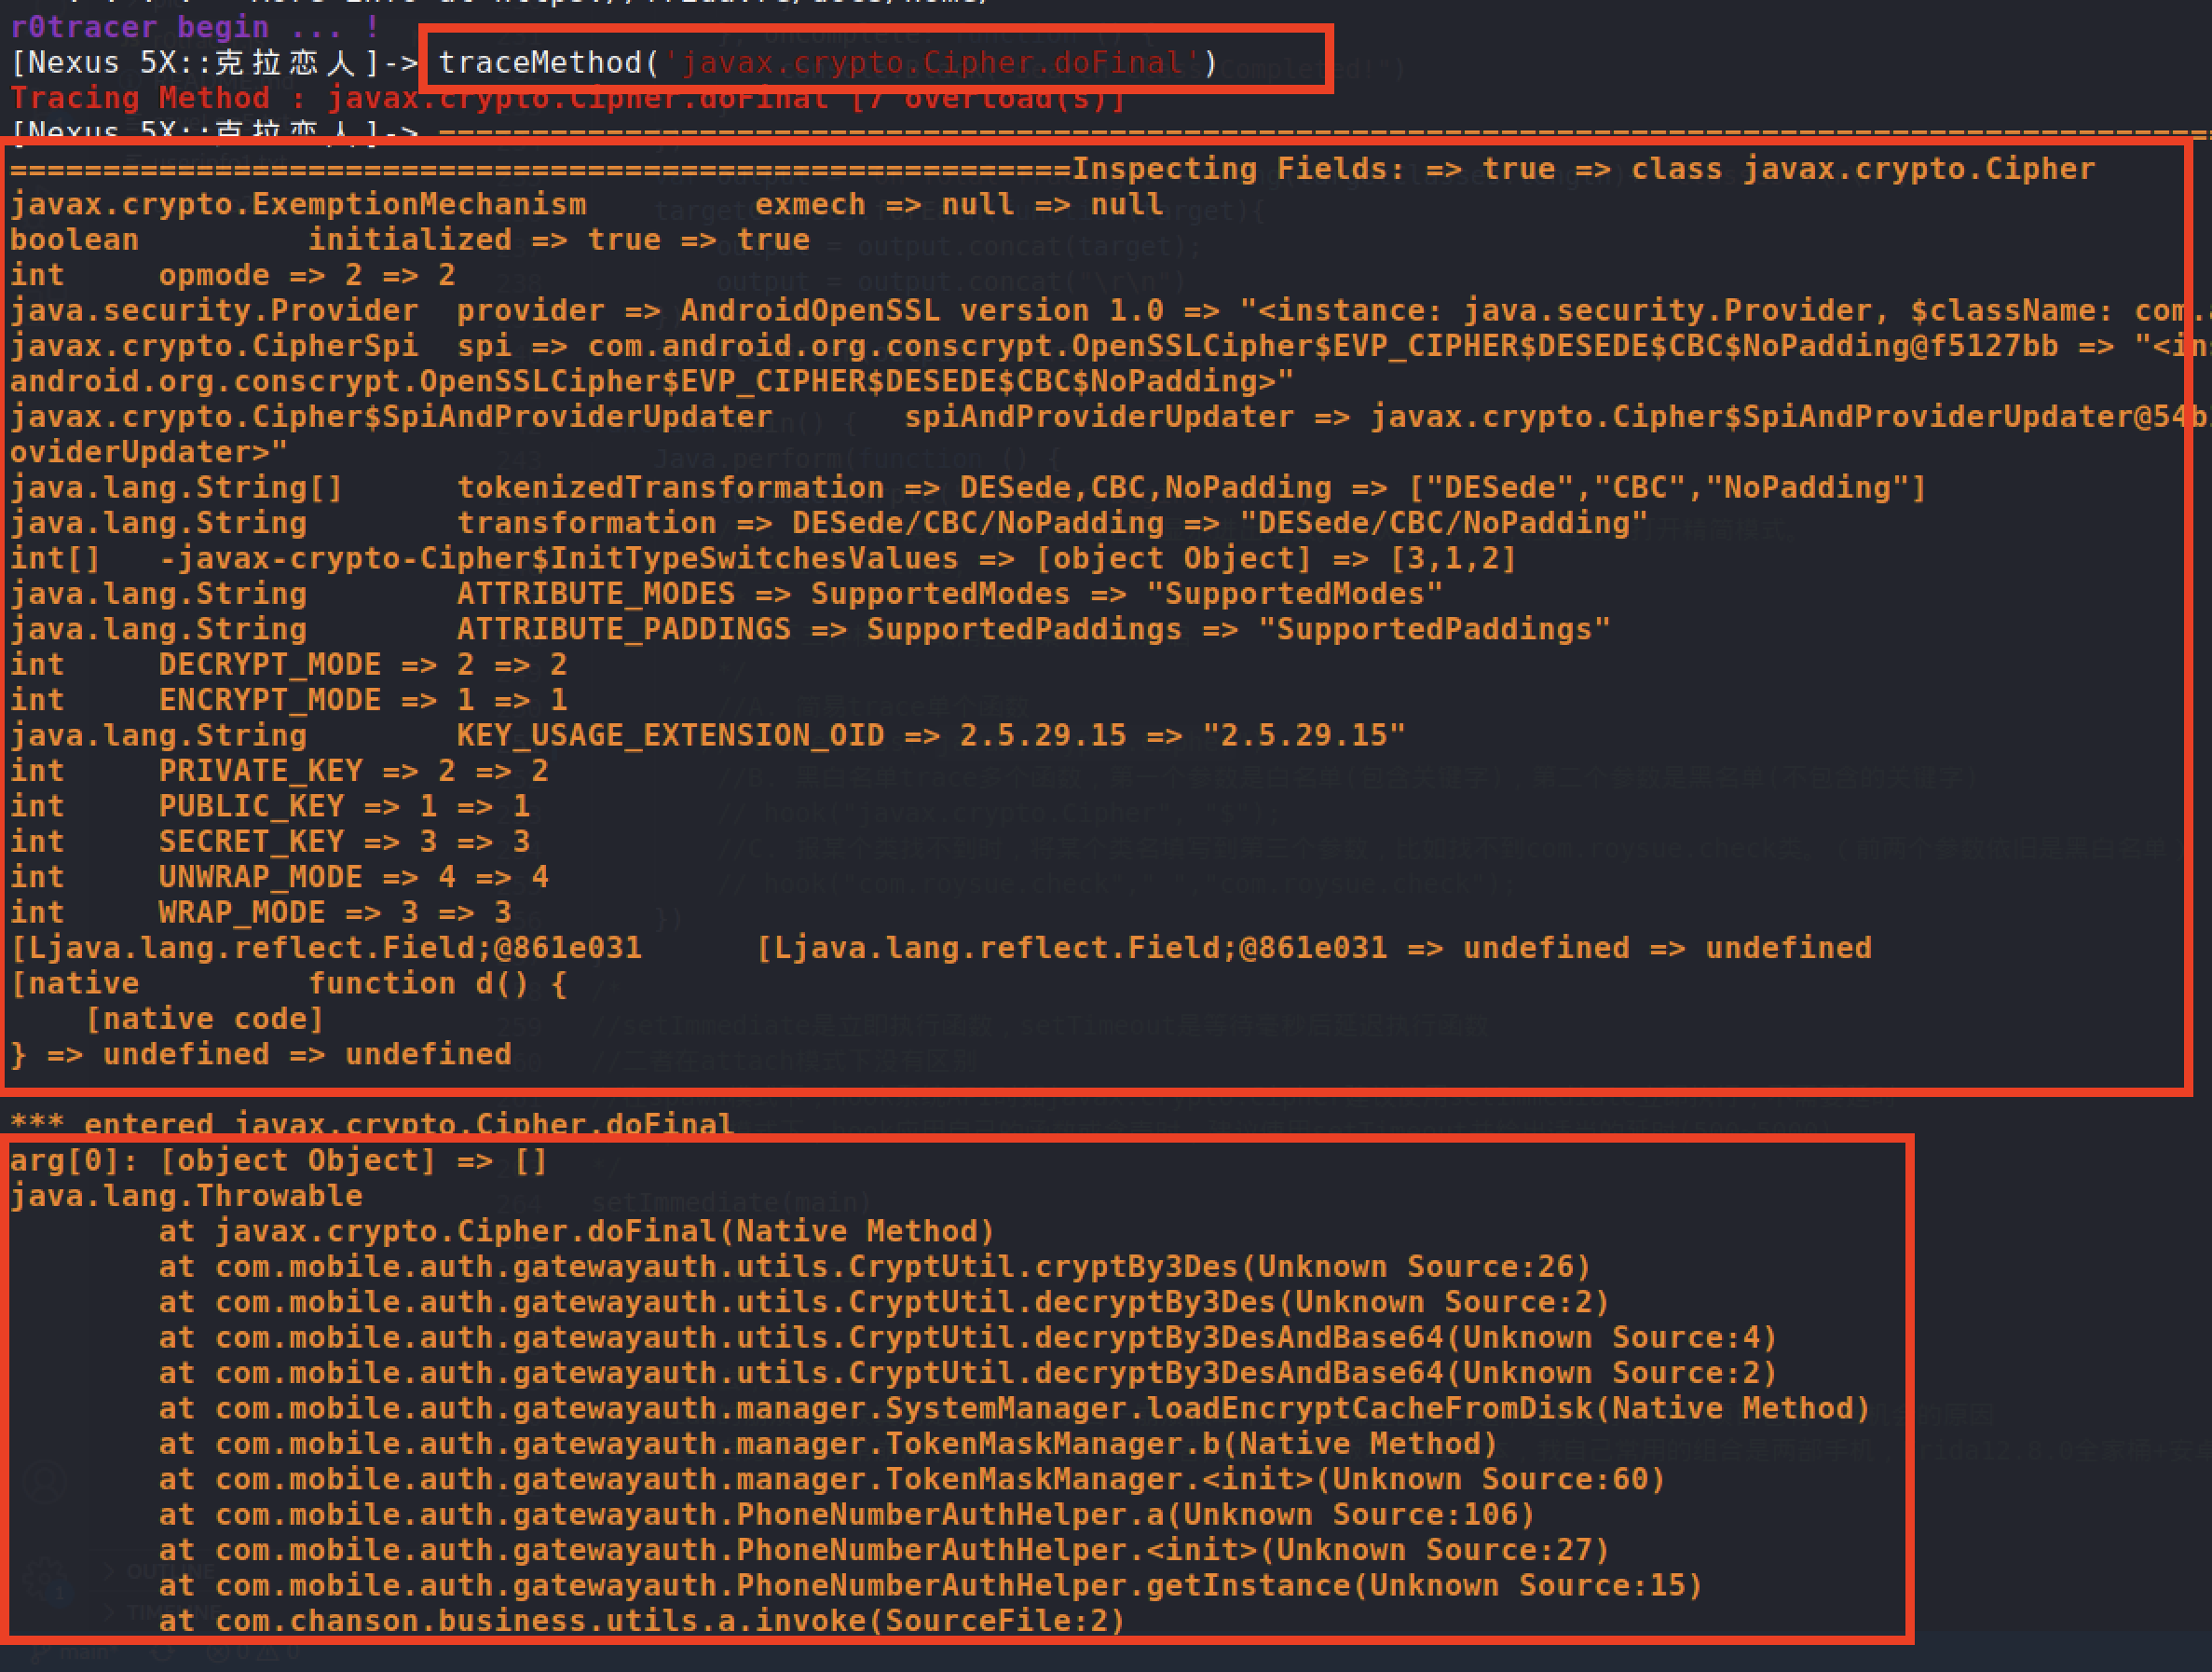 r0tracer begin ... !
[Nexus 5X::克拉恋人]-> traceMethod('javax.crypto.Cipher.doFinal')
Tracing Method : javax.crypto.Cipher.doFinal [7 overload(s)]
[Nexus 5X::克拉恋人]-> ===============================================================================================
=========================================================Inspecting Fields: => true => class javax.crypto.Cipher
javax.crypto.ExemptionMechanism         exmech => null => null
boolean         initialized => true => true
int     opmode => 2 => 2
java.security.Provider  provider => AndroidOpenSSL version 1.0 => "<instance: java.security.Provider, $className: com.
javax.crypto.CipherSpi  spi => com.android.org.conscrypt.OpenSSLCipher$EVP_CIPHER$DESEDE$CBC$NoPadding@f5127bb => "<in
android.org.conscrypt.OpenSSLCipher$EVP_CIPHER$DESEDE$CBC$NoPadding>"
javax.crypto.Cipher$SpiAndProviderUpdater       spiAndProviderUpdater => javax.crypto.Cipher$SpiAndProviderUpdater@54b
oviderUpdater>"
java.lang.String[]      tokenizedTransformation => DESede,CBC,NoPadding => ["DESede","CBC","NoPadding"]
java.lang.String        transformation => DESede/CBC/NoPadding => "DESede/CBC/NoPadding"
int[]   -javax-crypto-Cipher$InitTypeSwitchesValues => [object Object] => [3,1,2]
java.lang.String        ATTRIBUTE_MODES => SupportedModes => "SupportedModes"
java.lang.String        ATTRIBUTE_PADDINGS => SupportedPaddings => "SupportedPaddings"
int     DECRYPT_MODE => 2 => 2
int     ENCRYPT_MODE => 1 => 1
java.lang.String        KEY_USAGE_EXTENSION_OID => 2.5.29.15 => "2.5.29.15"
int     PRIVATE_KEY => 2 => 2
int     PUBLIC_KEY => 1 => 1
int     SECRET_KEY => 3 => 3
int     UNWRAP_MODE => 4 => 4
int     WRAP_MODE => 3 => 3
[Ljava.lang.reflect.Field;@861e031      [Ljava.lang.reflect.Field;@861e031 => undefined => undefined
[native         function d() {
    [native code]
} => undefined => undefined
*** entered javax.crypto.Cipher.doFinal
arg[0]: [object Object] => []
java.lang.Throwable
        at javax.crypto.Cipher.doFinal(Native Method)
        at com.mobile.auth.gatewayauth.utils.CryptUtil.cryptBy3Des(Unknown Source:26)
        at com.mobile.auth.gatewayauth.utils.CryptUtil.decryptBy3Des(Unknown Source:2)
        at com.mobile.auth.gatewayauth.utils.CryptUtil.decryptBy3DesAndBase64(Unknown Source:4)
        at com.mobile.auth.gatewayauth.utils.CryptUtil.decryptBy3DesAndBase64(Unknown Source:2)
        at com.mobile.auth.gatewayauth.manager.SystemManager.loadEncryptCacheFromDisk(Native Method)
        at com.mobile.auth.gatewayauth.manager.TokenMaskManager.b(Native Method)
        at com.mobile.auth.gatewayauth.manager.TokenMaskManager.<init>(Unknown Source:60)
        at com.mobile.auth.gatewayauth.PhoneNumberAuthHelper.a(Unknown Source:106)
        at com.mobile.auth.gatewayauth.PhoneNumberAuthHelper.<init>(Unknown Source:27)
        at com.mobile.auth.gatewayauth.PhoneNumberAuthHelper.getInstance(Unknown Source:15)
        at com.chanson.business.utils.a.invoke(SourceFile:2)